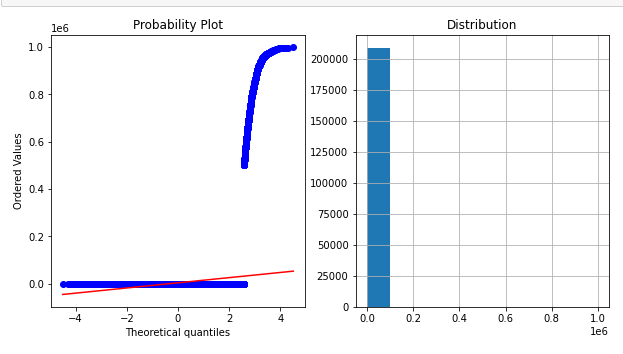 Probability Plot
1e6
1.0
0.8
0.6
0.4
0.2
0.0
Ordered Values
−4 −2 0 2 4
Theoretical quantiles
Distribution
200000
175000
150000
125000
100000
75000
50000
25000
0
0.0 0.2 0.4 0.6 0.8 1.0
1e6